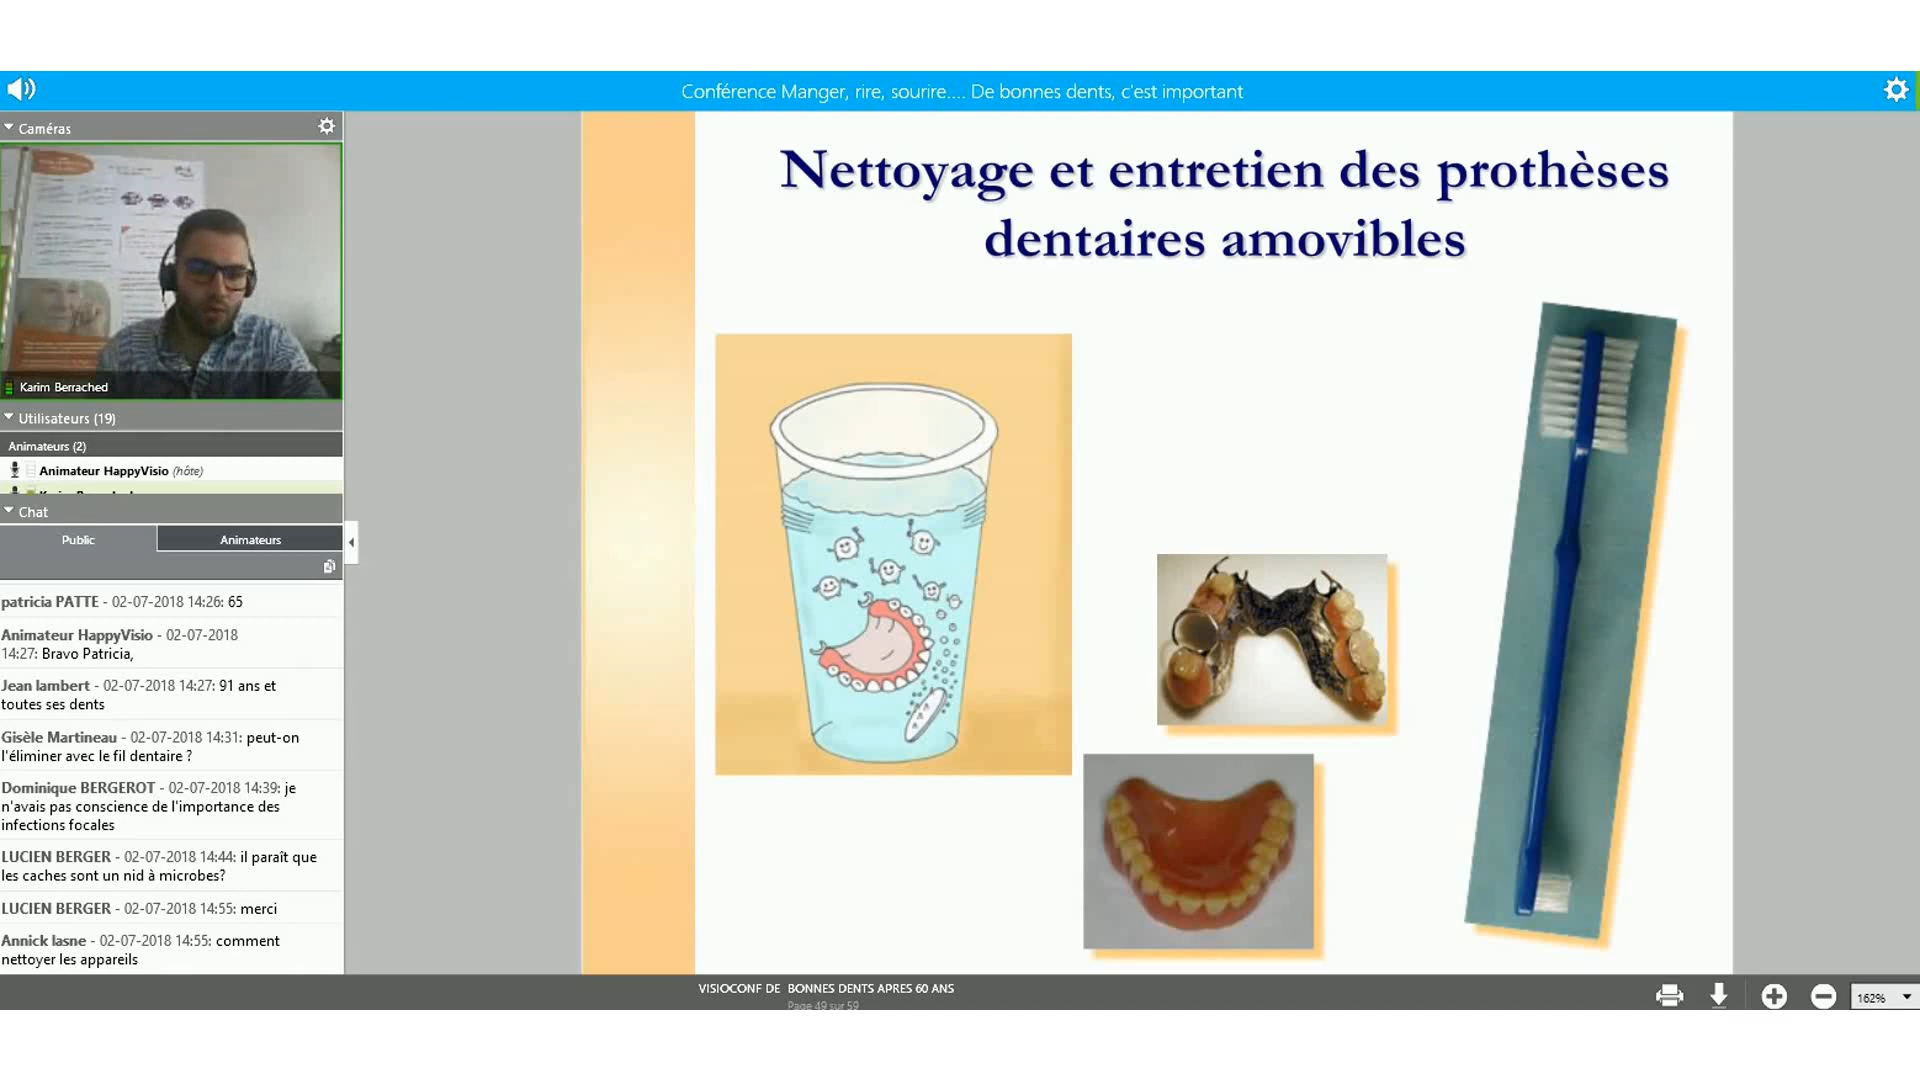 Conférence Manger, rire, sourire.... De bonnes dents, c'est important
Caméras
Karim Berrached
Utilisateurs (19)
Animateurs (2)
Animateur HappyVisio (hôte)
Chat
Public
Animateurs
patricia PATTE - 02-07-2018 14:26: 65
Animateur HappyVisio - 02-07-2018
14:27: Bravo Patricia,
Jean lambert - 02-07-2018 14:27: 91 ans et
toutes ses dents
Gisèle Martineau - 02-07-2018 14:31: peut-on
l'éliminer avec le fil dentaire ?
Dominique BERGEROT - 02-07-2018 14:39: je
n'avais pas conscience de l'importance des
infections focales
LUCIEN BERGER - 02-07-2018 14:44: il paraît que
les caches sont un nid à microbes?
LUCIEN BERGER - 02-07-2018 14:55: merci
Annick lasne - 02-07-2018 14:55: comment
nettoyer les appareils
Nettoyage et entretien des prothèses
dentaires amovibles
VISIOCONF DE BONNES DENTS APRES 60 ANS
Page 49 sur 59
162%